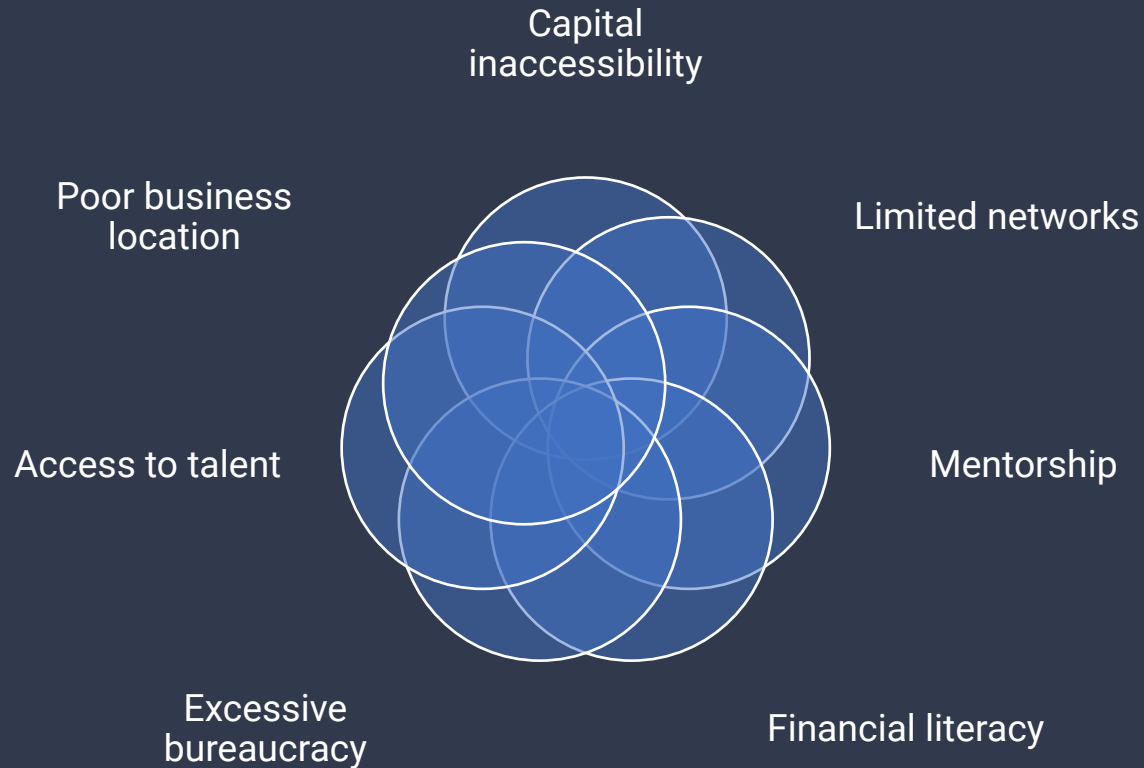 Capital
inaccessibility
Poor business
location
Limited networks
Access to talent
Mentorship
Excessive
bureaucracy
Financial literacy